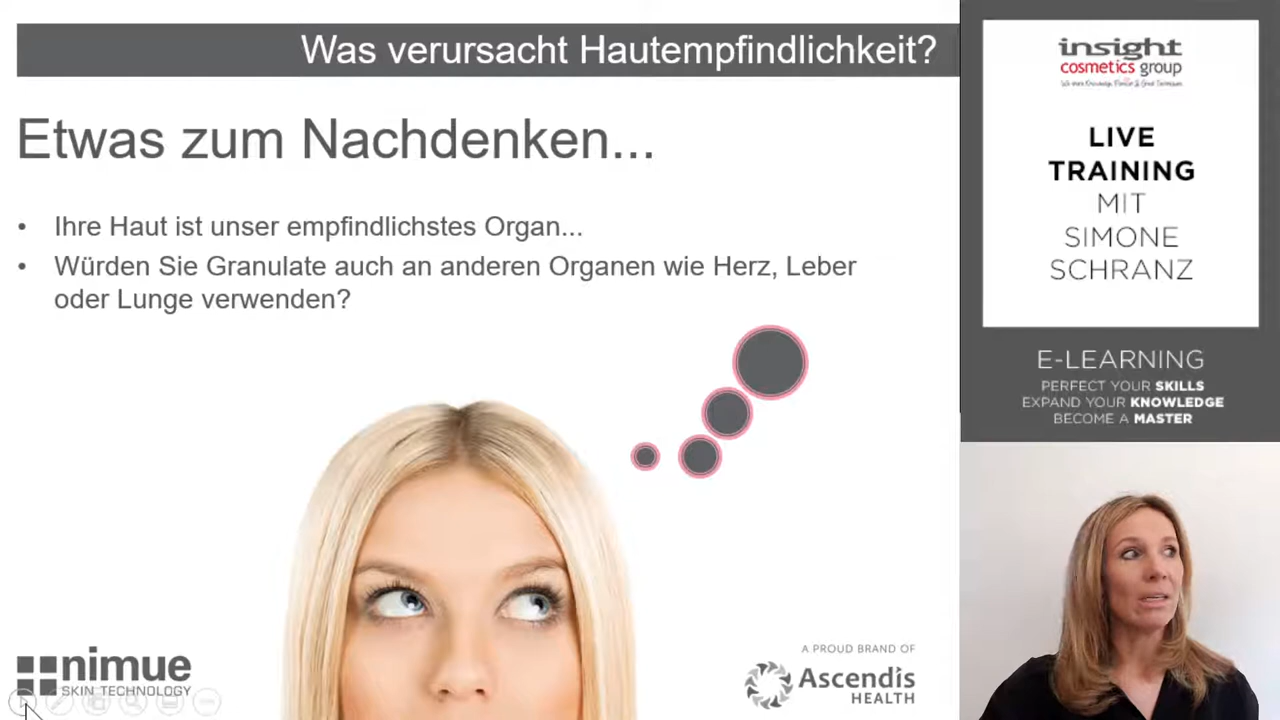 Was verursacht Hautempfindlichkeit?
Etwas zum Nachdenken...
• Ihre Haut ist unser empfindlichstes Organ...
• Würden Sie Granulate auch an anderen Organen wie Herz, Leber
oder Lunge verwenden?
nimue
SKIN TECHNOLOGY
A PROUD BRAND OF
Ascendis
HEALTH
insight
cosmetics group
LIVE
TRAINING
MIT
SIMONE
SCHRANZ
E-LEARNING
PERFECT YOUR SKILLS
EXPAND YOUR KNOWLEDGE
BECOME A MASTER